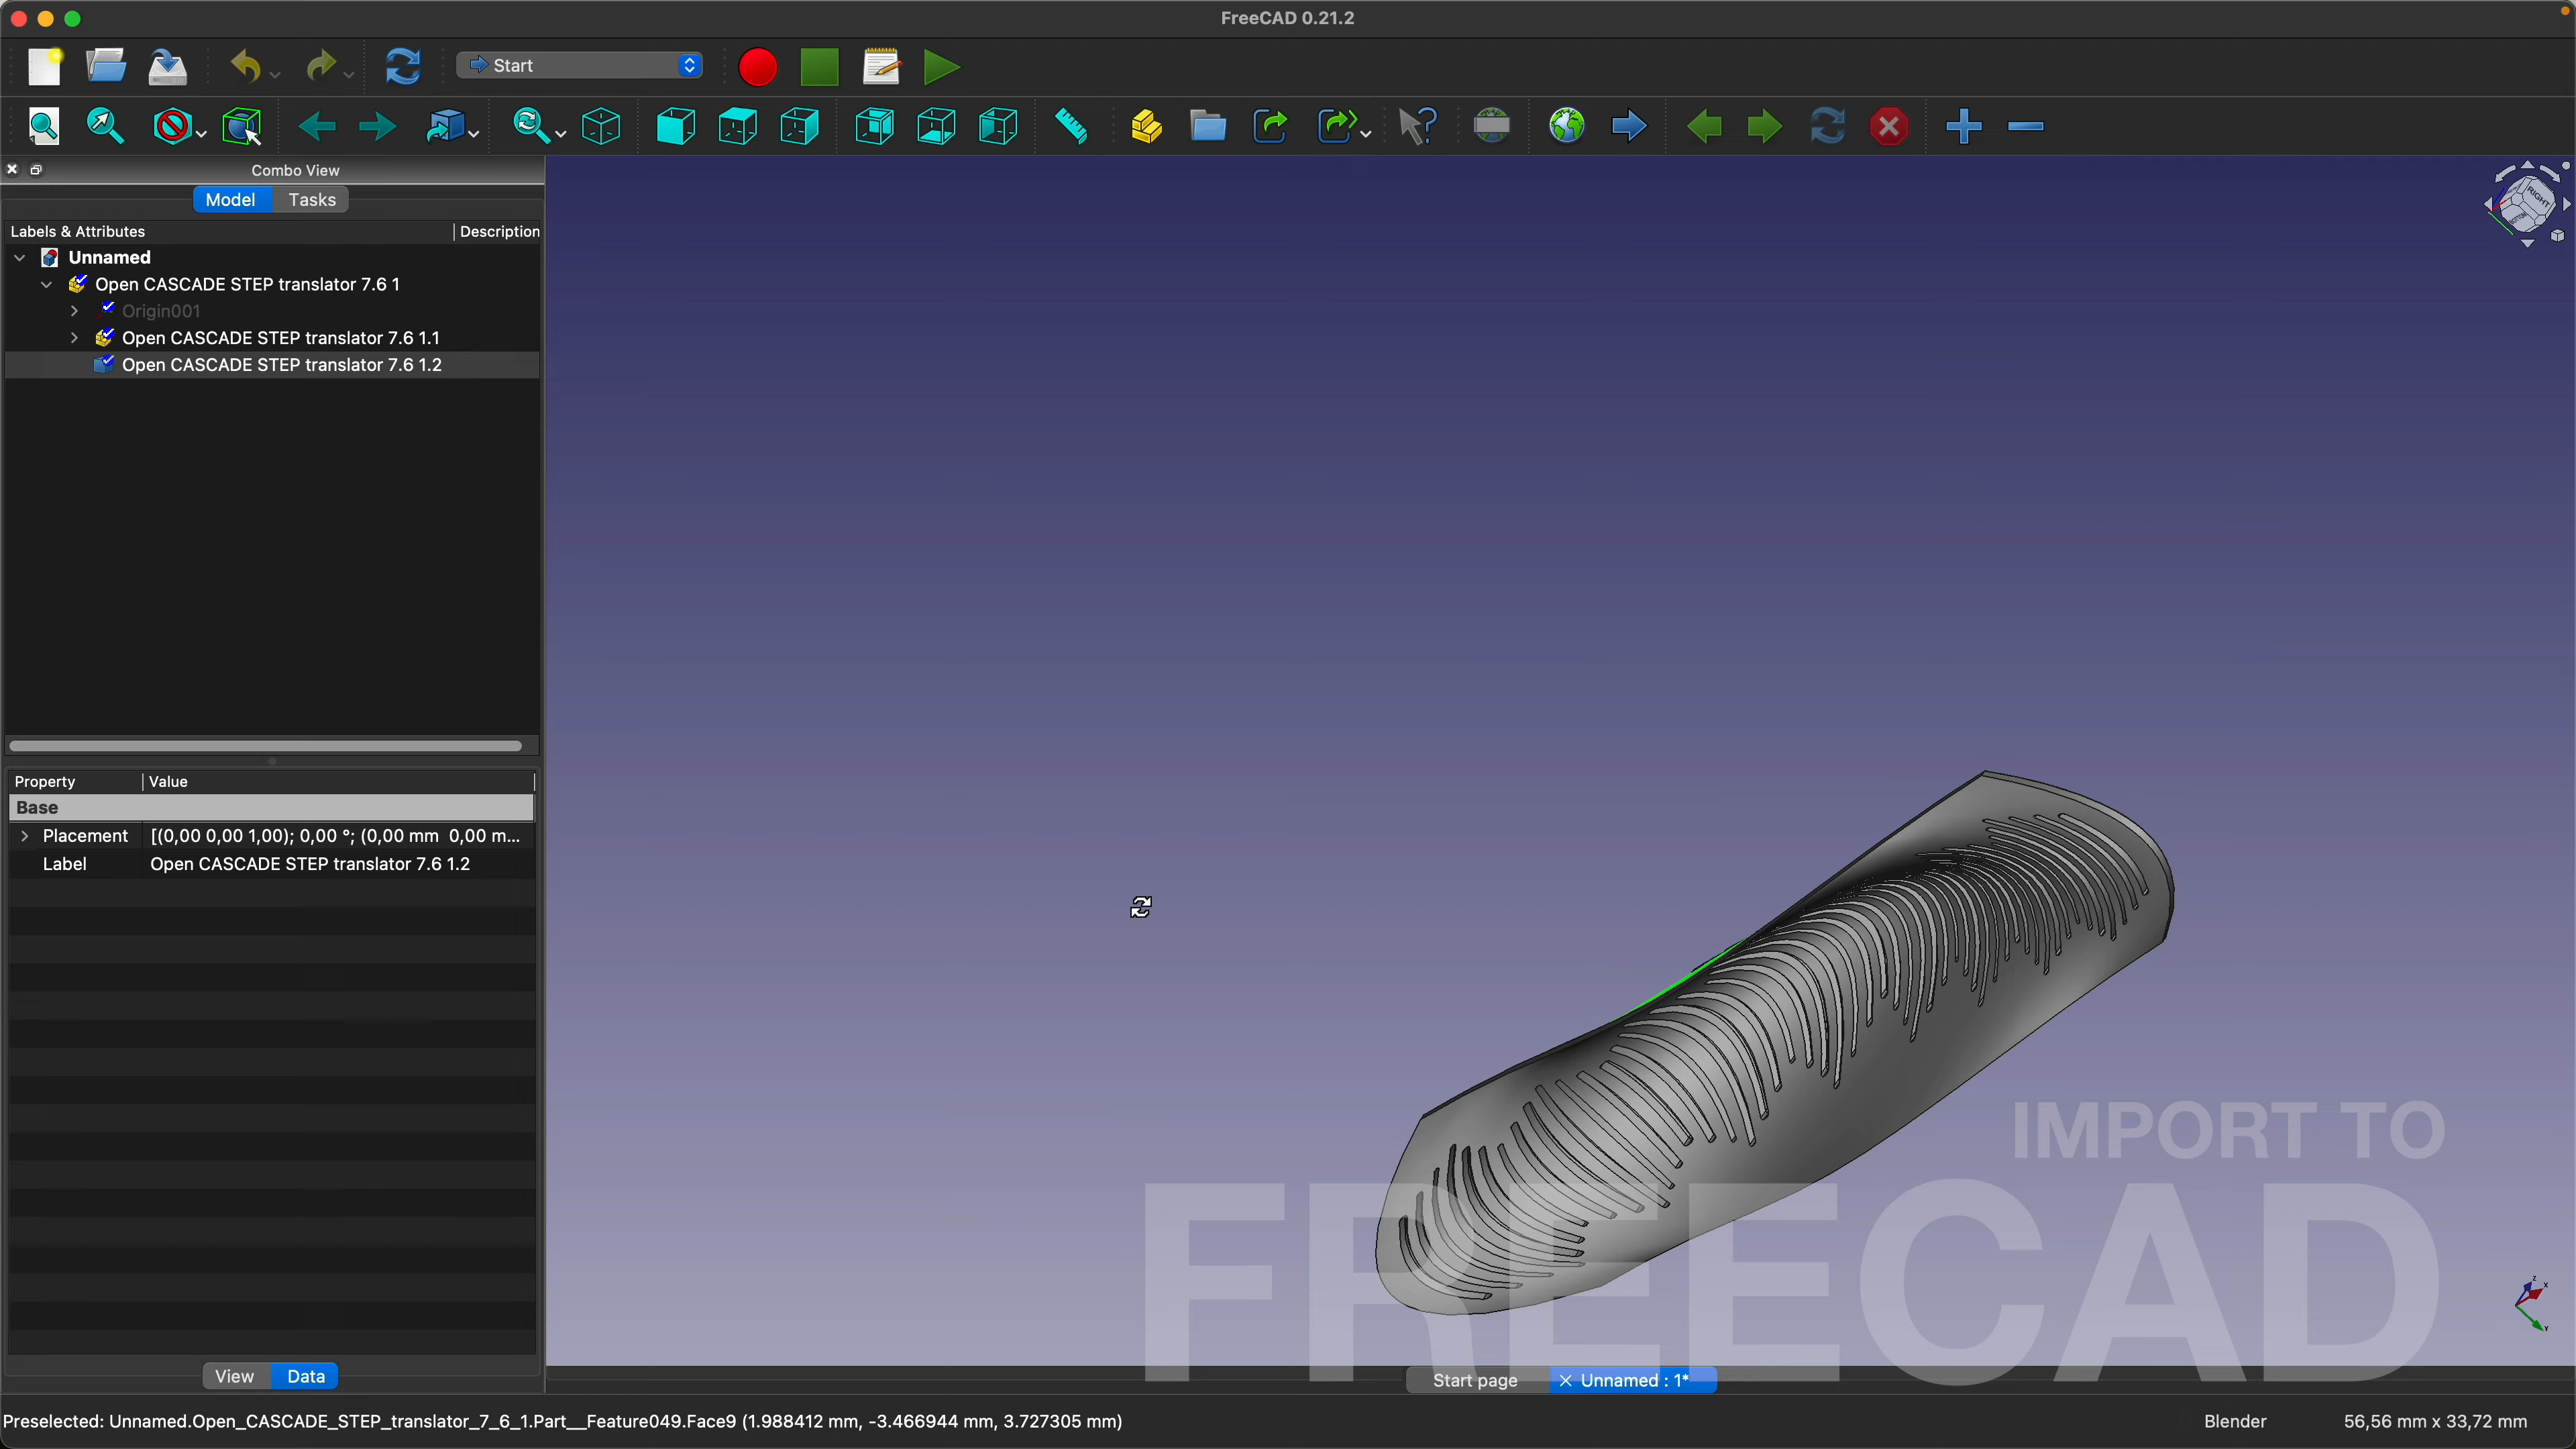 FreeCAD 0.21.2
Start
Combo View
Model
Tasks
Labels & Attributes
Description
Unnamed
Open CASCADE STEP translator 7.6 1
Origin001
Open CASCADE STEP translator 7.6 1.1
Open CASCADE STEP translator 7.6 1.2
RIGHT
BOTTOM
Property
Value
Base
Placement
[(0,00 0,00 1,00); 0,00 °; (0,00 mm 0,00 m...
Label
Open CASCADE STEP translator 7.6 1.2
IMPORT TO
FREECAD
Z
X
Y
View
Data
Start page
Unnamed : 1*
Preselected: Unnamed.Open_CASCADE_STEP_translator_7_6_1.Part__Feature049.Face9 (1.988412 mm, -3.466944 mm, 3.727305 mm)
Blender
56,56 mm x 33,72 mm